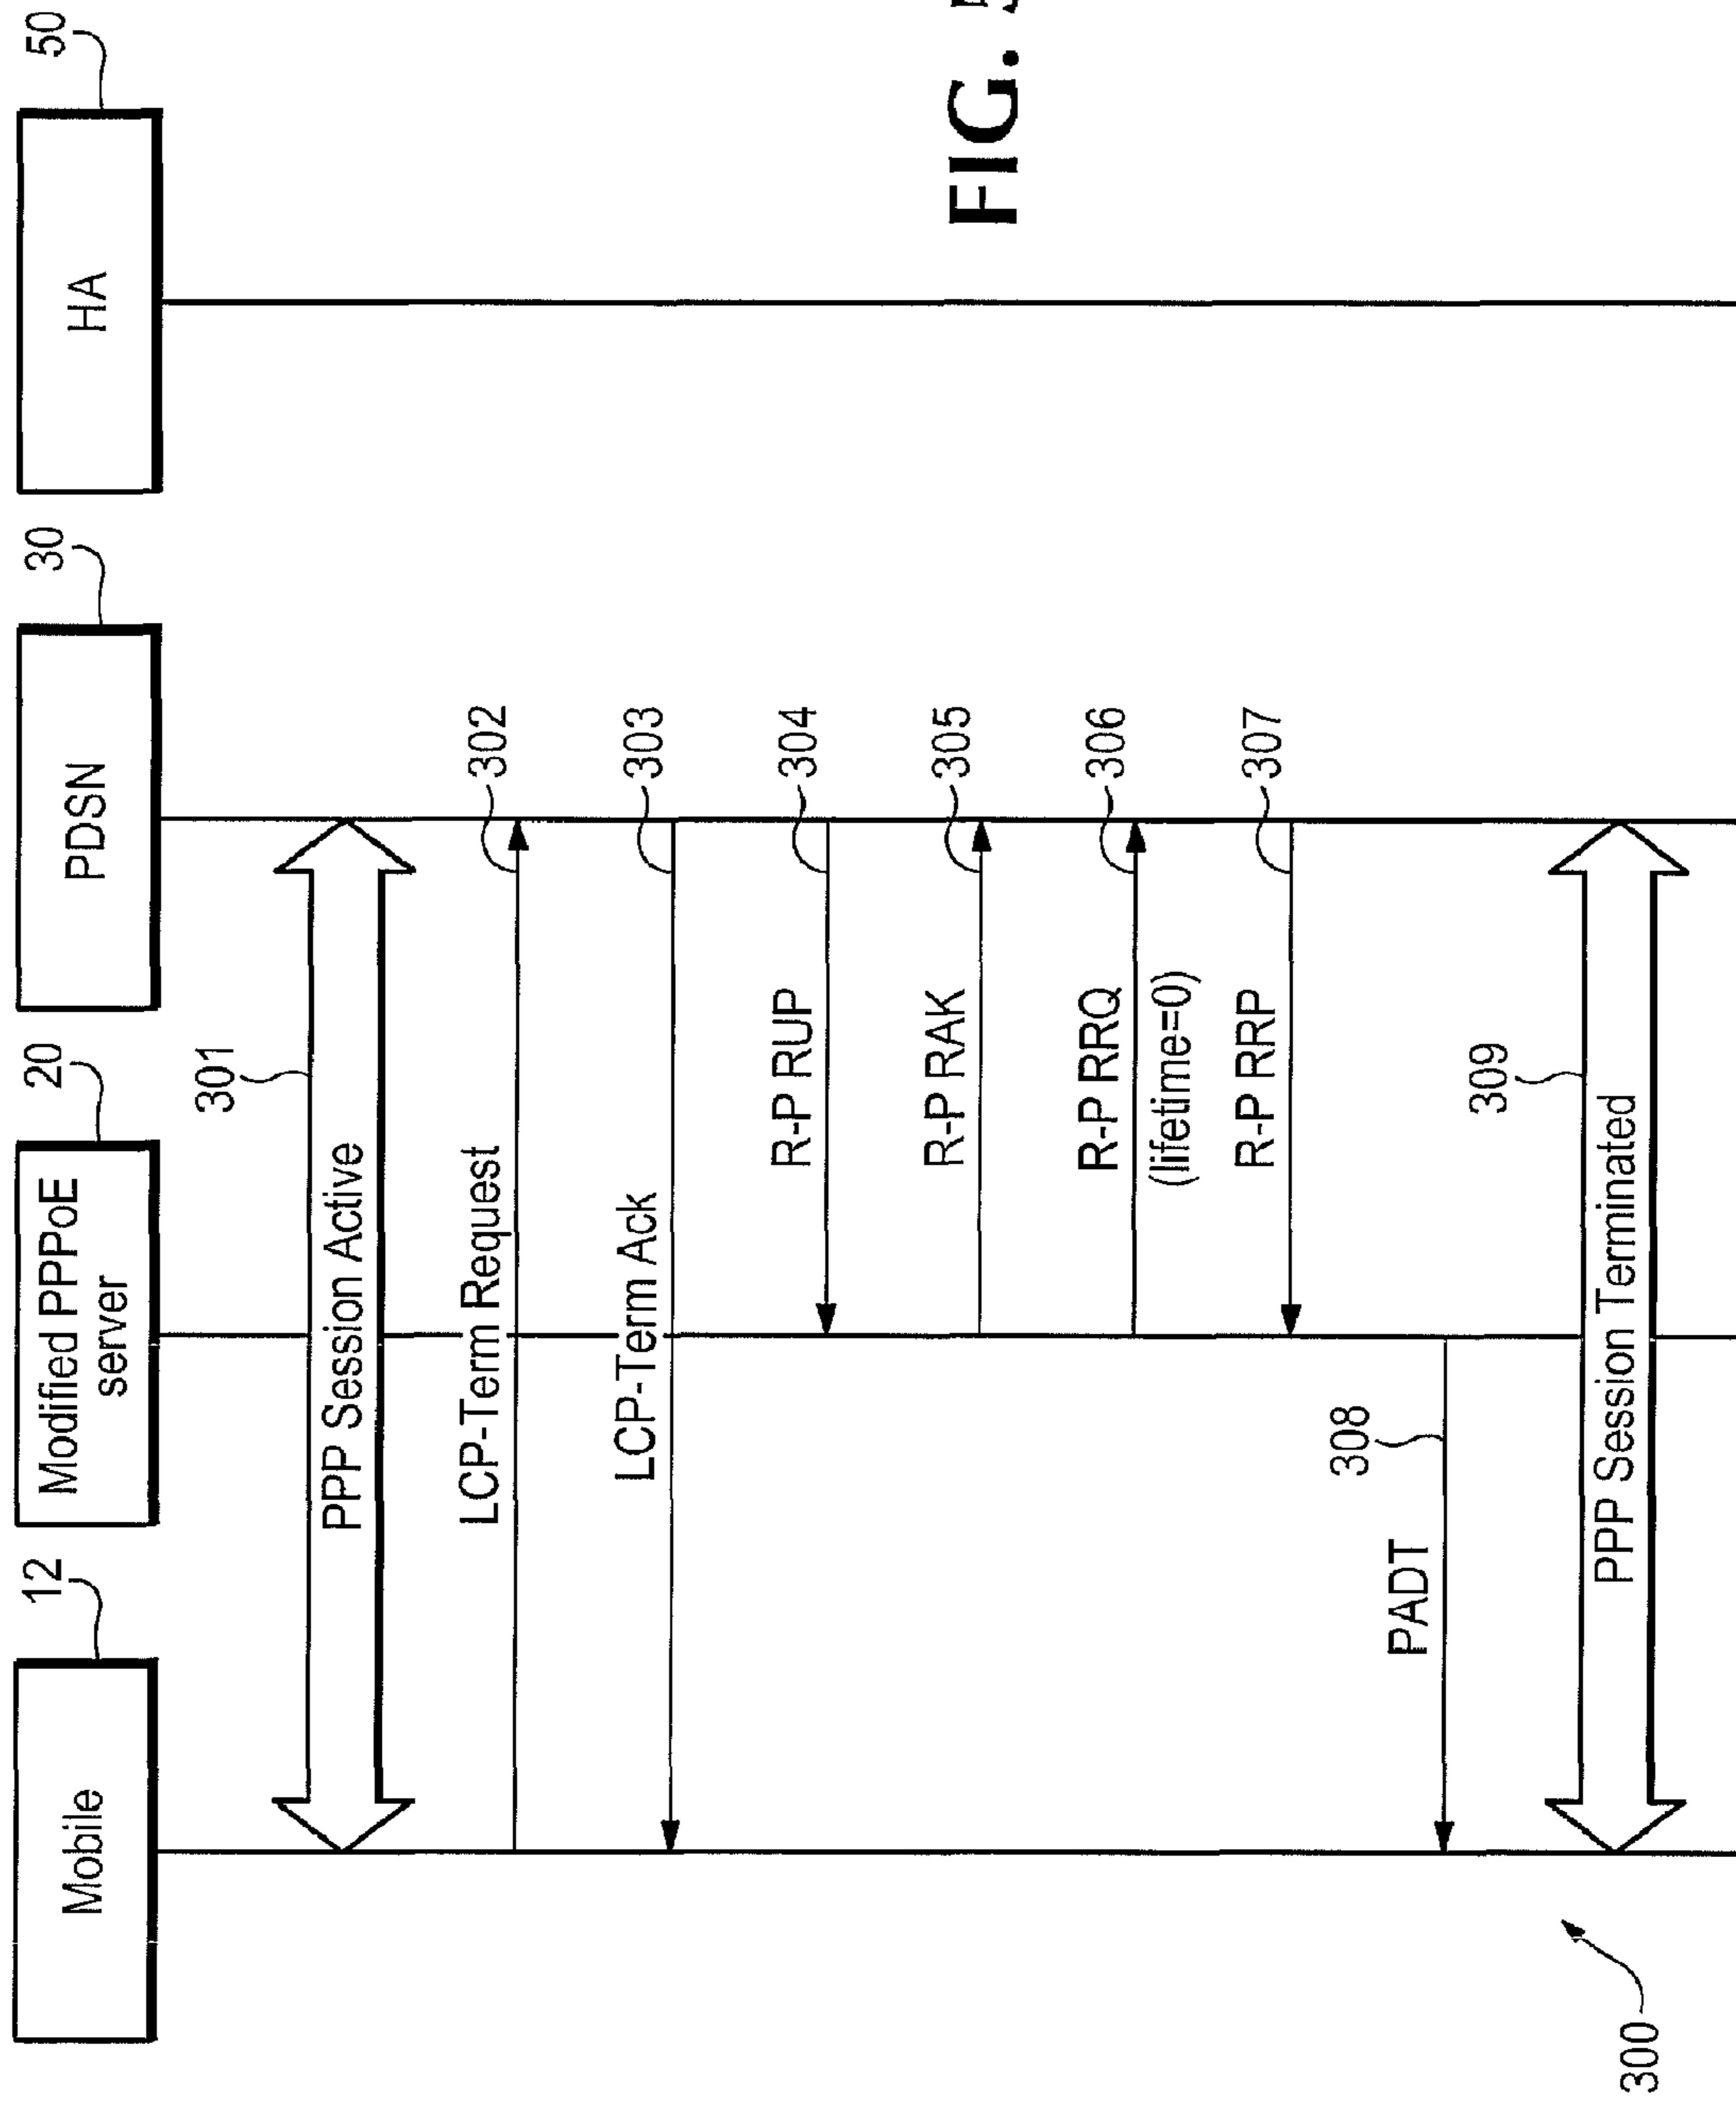 Mobile
12
Modified PPPoE
server
20
PDSN
30
HA
50
301
PPP Session Active
LCP-Term Request
302
LCP-Term Ack
303
R-P RUP
304
R-P RAK
305
R-P RRQ
(lifetime=0)
306
R-P RRP
307
PADT
308
309
PPP Session Terminated
300
FIG.